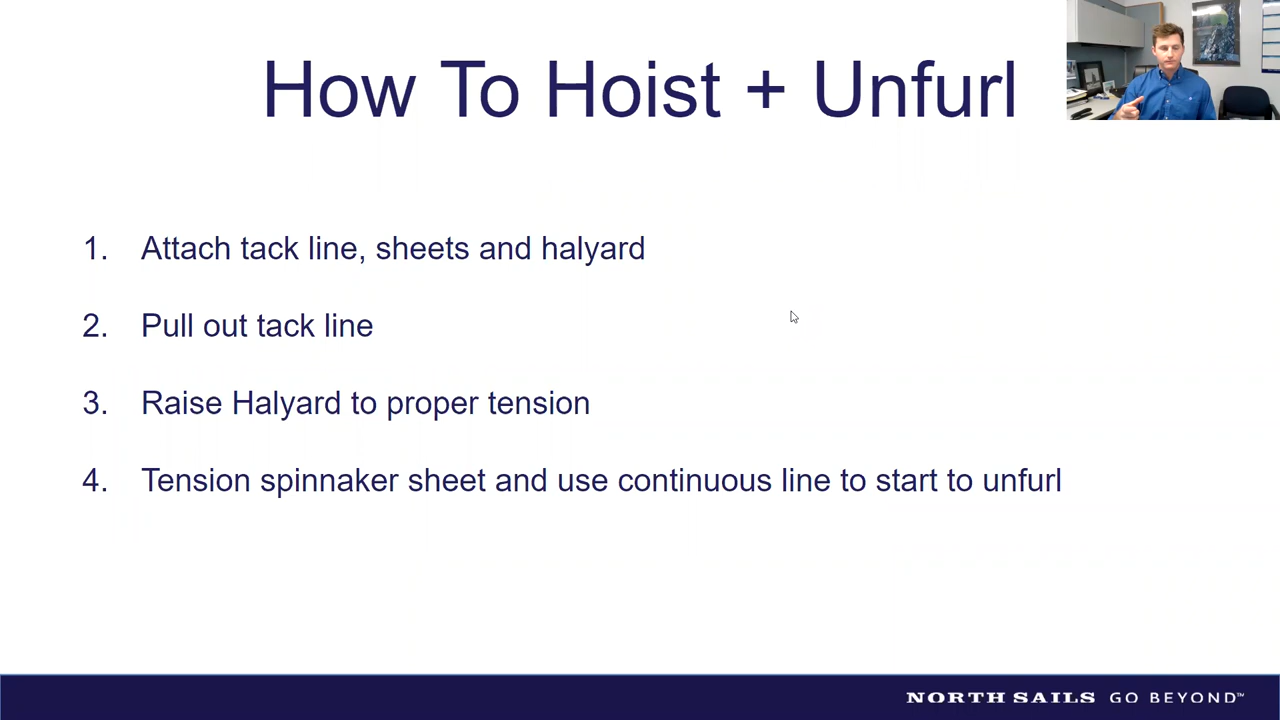 How To Hoist + Unfurl
1. Attach tack line, sheets and halyard
2. Pull out tack line
3. Raise Halyard to proper tension
4. Tension spinnaker sheet and use continuous line to start to unfurl
NORTH SAILS GO BEYOND™